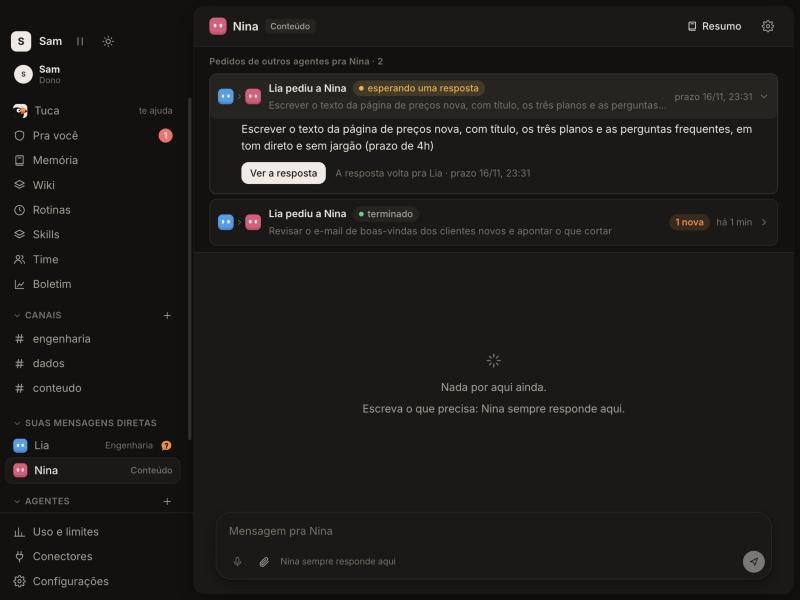 S Sam
S Sam
Dono
Tuca te ajuda
Pra você 1
Memória
Wiki
Rotinas
Skills
Time
Boletim
CANAIS +
# engenharia
# dados
# conteudo
SUAS MENSAGENS DIRETAS
Lia Engenharia ?
Nina Conteúdo
AGENTES +
Uso e limites
Conectores
Configurações
Nina Conteúdo Resumo
Pedidos de outros agentes pra Nina · 2
Lia pediu a Nina esperando uma resposta
Escrever o texto da página de preços nova, com título, os três planos e as perguntas... prazo 16/11, 23:31
Escrever o texto da página de preços nova, com título, os três planos e as perguntas frequentes, em
tom direto e sem jargão (prazo de 4h)
Ver a resposta A resposta volta pra Lia · prazo 16/11, 23:31
Lia pediu a Nina terminado
Revisar o e-mail de boas-vindas dos clientes novos e apontar o que cortar 1 nova há 1 min
Nada por aqui ainda.
Escreva o que precisa: Nina sempre responde aqui.
Mensagem pra Nina
Nina sempre responde aqui